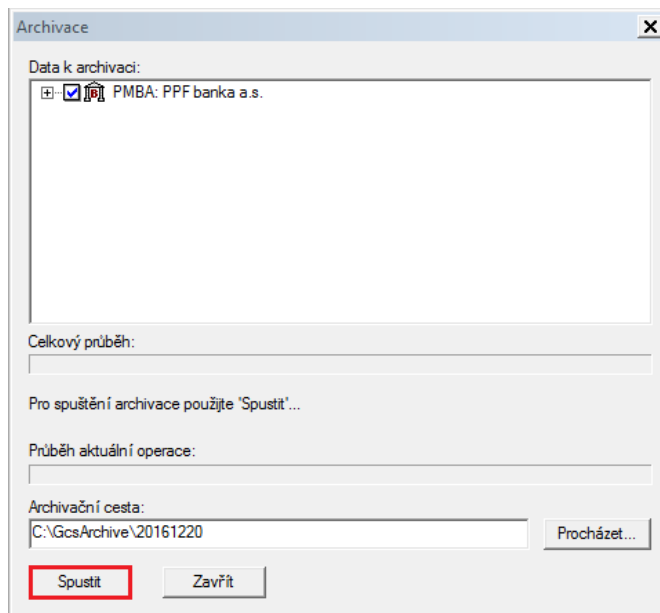 Archivace
Data k archivaci:
PMBA: PPF banka a.s.
Celkový průběh:
Pro spuštění archivace použijte 'Spustit'...
Průběh aktuální operace:
Archivační cesta:
C:\GcsArchive\20161220
Procházet...
Spustit
Zavřít